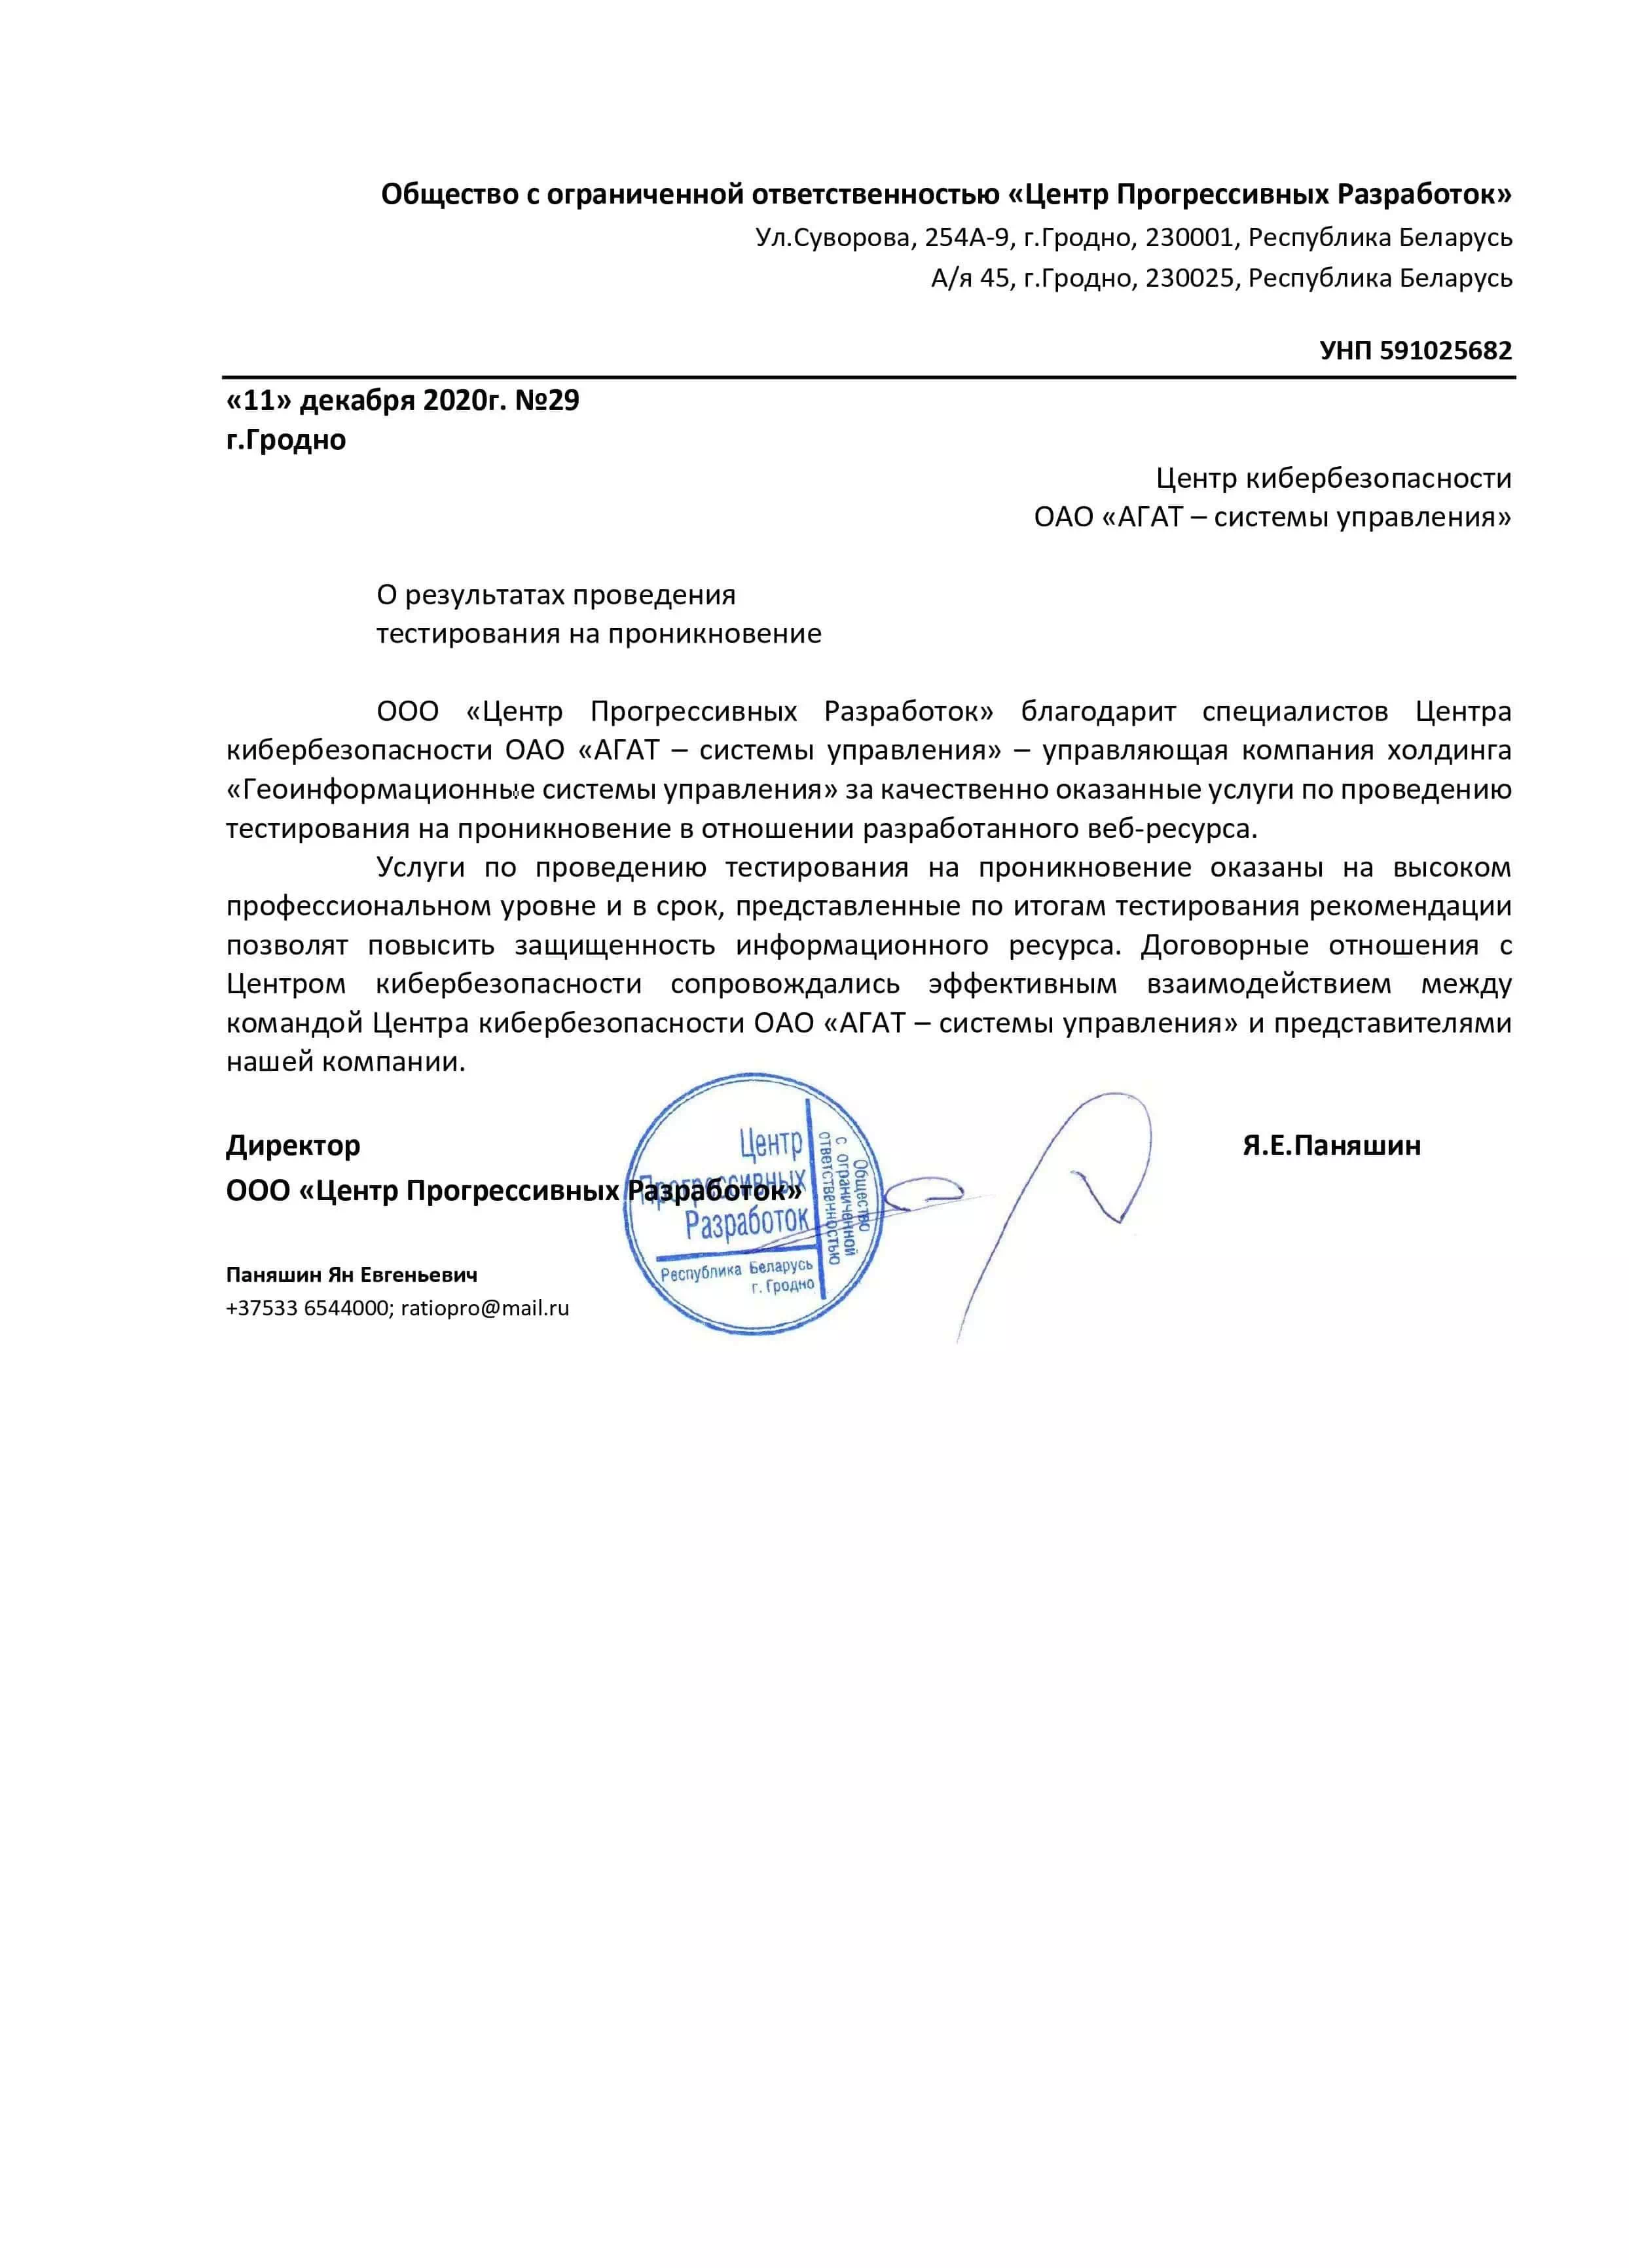 Общество с ограниченной ответственностью «Центр Прогрессивных Разработок»
Ул.Суворова, 254А-9, г.Гродно, 230001, Республика Беларусь
А/я 45, г.Гродно, 230025, Республика Беларусь
УНП 591025682
«11» декабря 2020г. №29
г.Гродно
Центр кибербезопасности
ОАО «АГАТ – системы управления»
О результатах проведения
тестирования на проникновение
ООО «Центр Прогрессивных Разработок» благодарит специалистов Центра
кибербезопасности ОАО «АГАТ – системы управления» – управляющая компания холдинга
«Геоинформационные системы управления» за качественно оказанные услуги по проведению
тестирования на проникновение в отношении разработанного веб-ресурса.
Услуги по проведению тестирования на проникновение оказаны на высоком
профессиональном уровне и в срок, представленные по итогам тестирования рекомендации
позволят повысить защищенность информационного ресурса. Договорные отношения с
Центром кибербезопасности сопровождались эффективным взаимодействием между
командой Центра кибербезопасности ОАО «АГАТ – системы управления» и представителями
нашей компании.
Директор
Я.Е.Паняшин
ООО «Центр Прогрессивных Разработок»
Центр
Прогрессивных
Разработок
Общество
с ограниченной
ответственностью
Республика Беларусь
г. Гродно
Паняшин Ян Евгеньевич
+37533 6544000; ratiopro@mail.ru